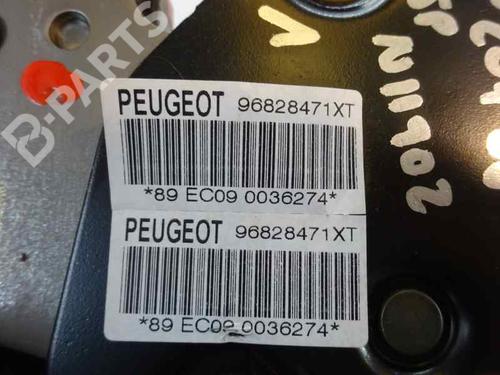 B-PARTS
V
PEUGEOT 96828471XT
*89 EC09 0036274*
PEUGEOT 96828471XT
*89 EC09 0036274*